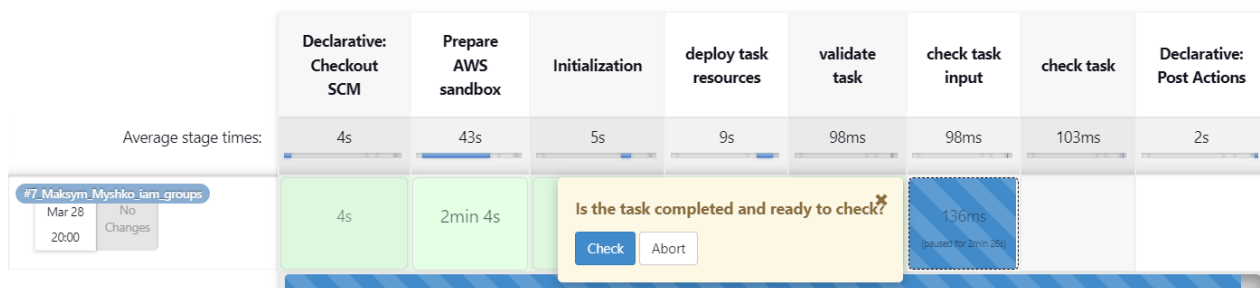 Declarative:
Checkout
SCM
Prepare
AWS
sandbox
Initialization
deploy task
resources
validate
task
check task
input
check task
Declarative:
Post Actions
Average stage times:
4s
43s
5s
9s
98ms
98ms
103ms
2s
#7_Maksym_Myshko_iam_groups
Mar 28
20:00
No
Changes
4s
2min 4s
Is the task completed and ready to check?
Check
Abort
136ms
(paused for 2min 26s)